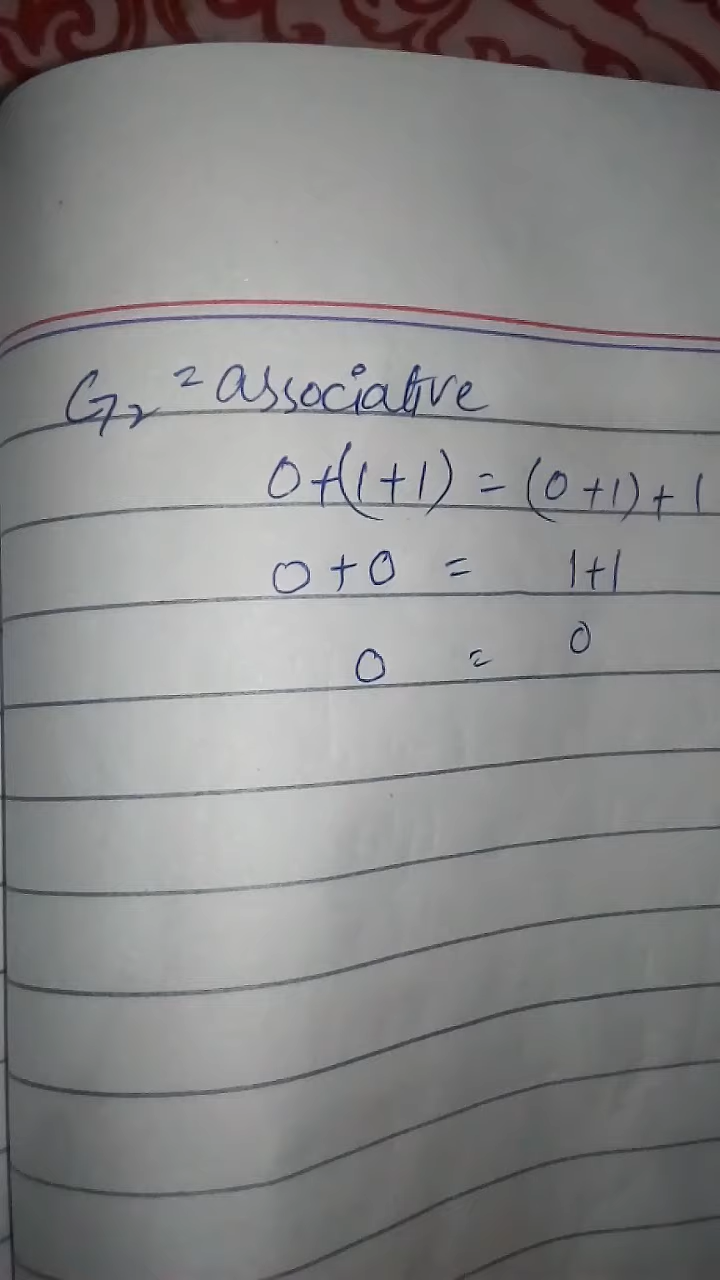 G₂ = associative
0+(1+1) = (0+1)+1
0+0 = 1+1
0 = 0